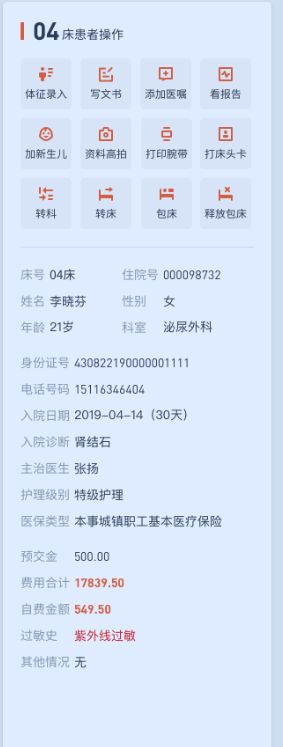 04 床患者操作
体征录入 写文书 添加医嘱 看报告
加新生儿 资料高拍 打印腕带 打床头卡
转科 转床 包床 释放包床
床号 04床 住院号 000098732
姓名 李晓芬 性别 女
年龄 21岁 科室 泌尿外科
身份证号 430822190000001111
电话号码 15116346404
入院日期 2019-04-14（30天）
入院诊断 肾结石
主治医生 张扬
护理级别 特级护理
医保类型 本事城镇职工基本医疗保险
预交金 500.00
费用合计 17839.50
自费金额 549.50
过敏史 紫外线过敏
其他情况 无